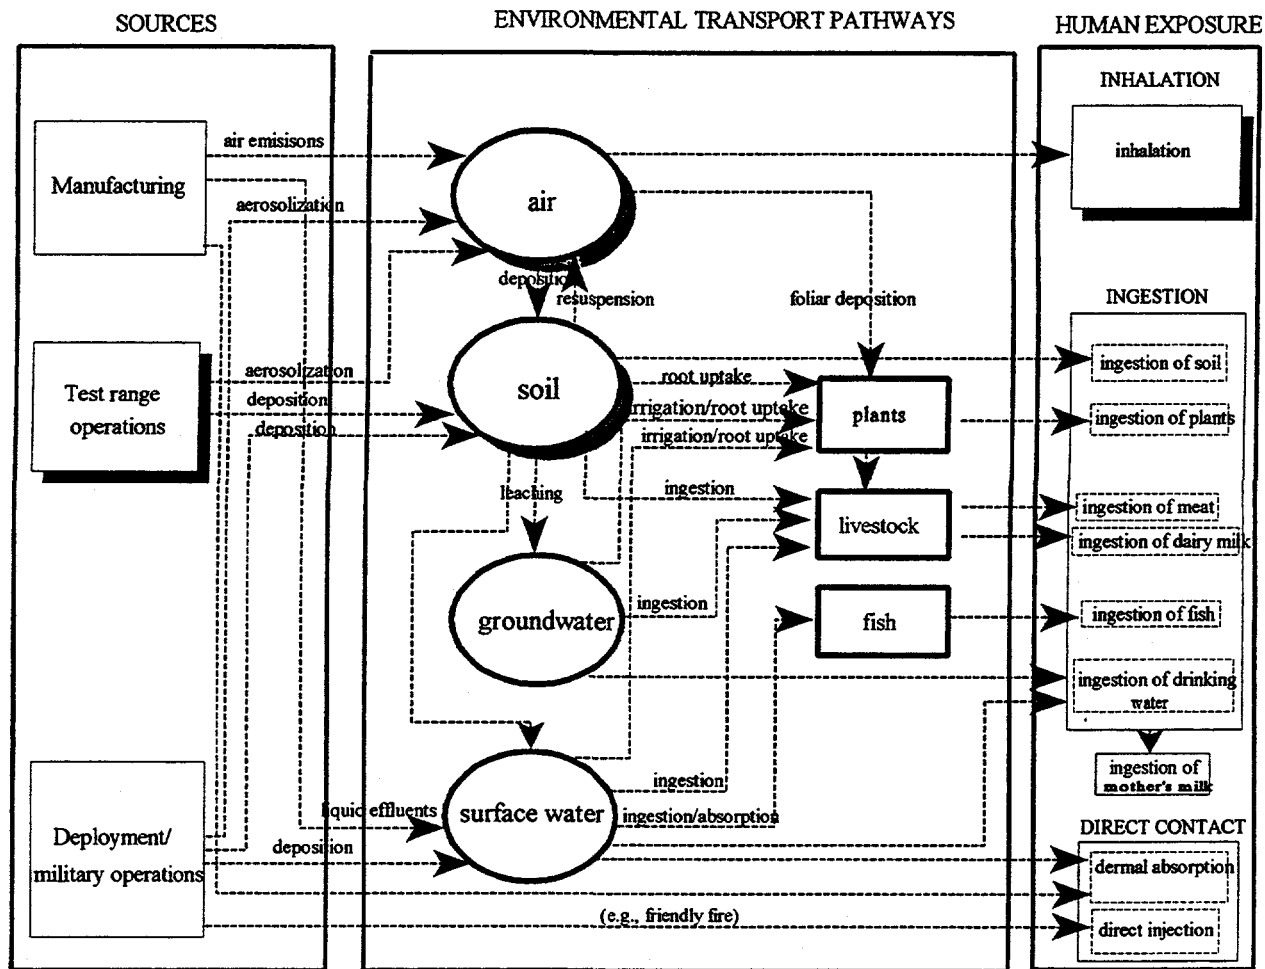 SOURCES
ENVIRONMENTAL TRANSPORT PATHWAYS
HUMAN EXPOSURE
INHALATION
air emisisons
inhalation
Manufacturing
air
aerosolization
deposition
resuspension
foliar deposition
INGESTION
ingestion of soil
aerosolization
root uptake
Test range
operations
deposition
soil
irrigation/root uptake
plants
ingestion of plants
deposition
irrigation/root uptake
leaching
ingestion
livestock
ingestion of meat
ingestion of dairy milk
groundwater
ingestion
fish
ingestion of fish
ingestion of drinking
water
ingestion of
mother's milk
ingestion
liquic effluents
surface water
ingestion/absorption
DIRECT CONTACT
Deployment/
military operations
deposition
dermal absorption
(e.g., friendly fire)
direct injection